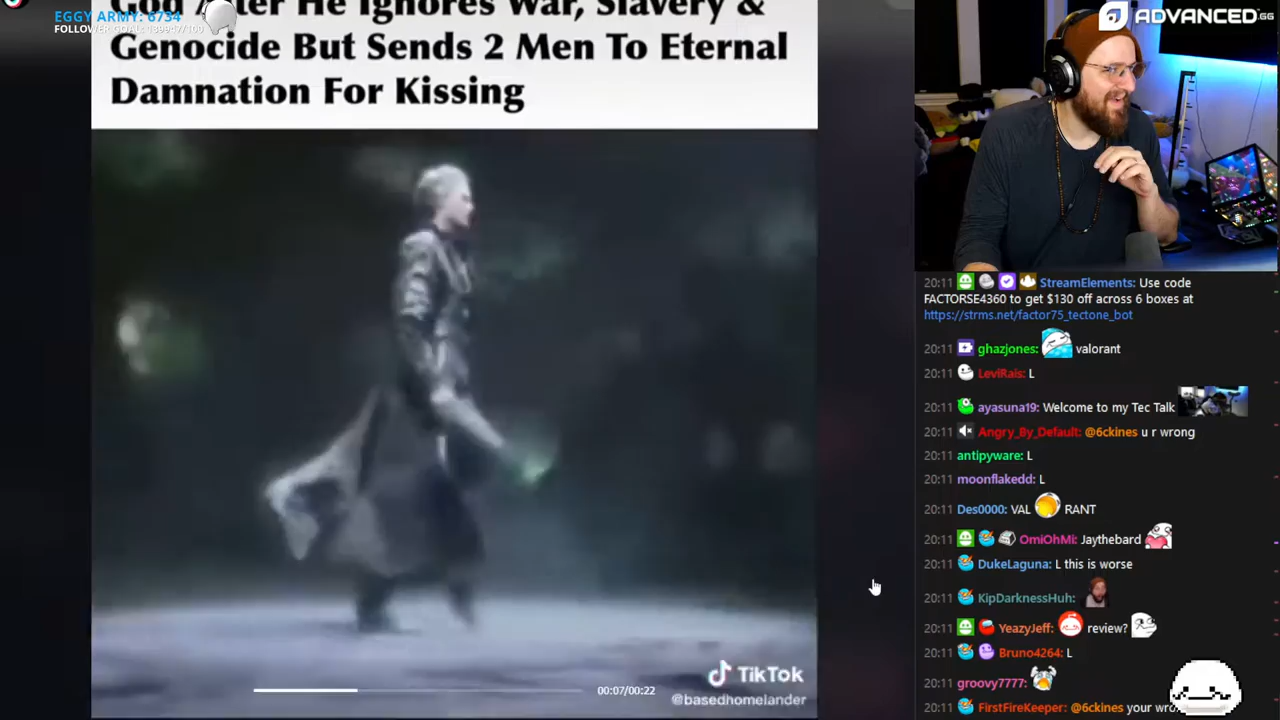 God After He Ignores War, Slavery &
Genocide But Sends 2 Men To Eternal
Damnation For Kissing
EGGY ARMY: 6734
TikTok
@basedhomelander
00:07/00:22
ADVANCED.GG
20:11 StreamElements: Use code
FACTORSE4360 to get $130 off across 6 boxes at
https://strms.net/factor75_tectone_bot
20:11 ghazjones: valorant
20:11 LeviRais: L
20:11 ayasuna19: Welcome to my Tec Talk
20:11 Angry_By_Default: @6ckines u r wrong
20:11 antipyware: L
20:11 moonflakedd: L
20:11 Des0000: VAL RANT
20:11 OmiOhMi: Jaythebard
20:11 DukeLaguna: L this is worse
20:11 KipDarknessHuh:
20:11 YeazyJeff: review?
20:11 Bruno4264: L
20:11 groovy7777:
20:11 FirstFireKeeper: @6ckines your wro